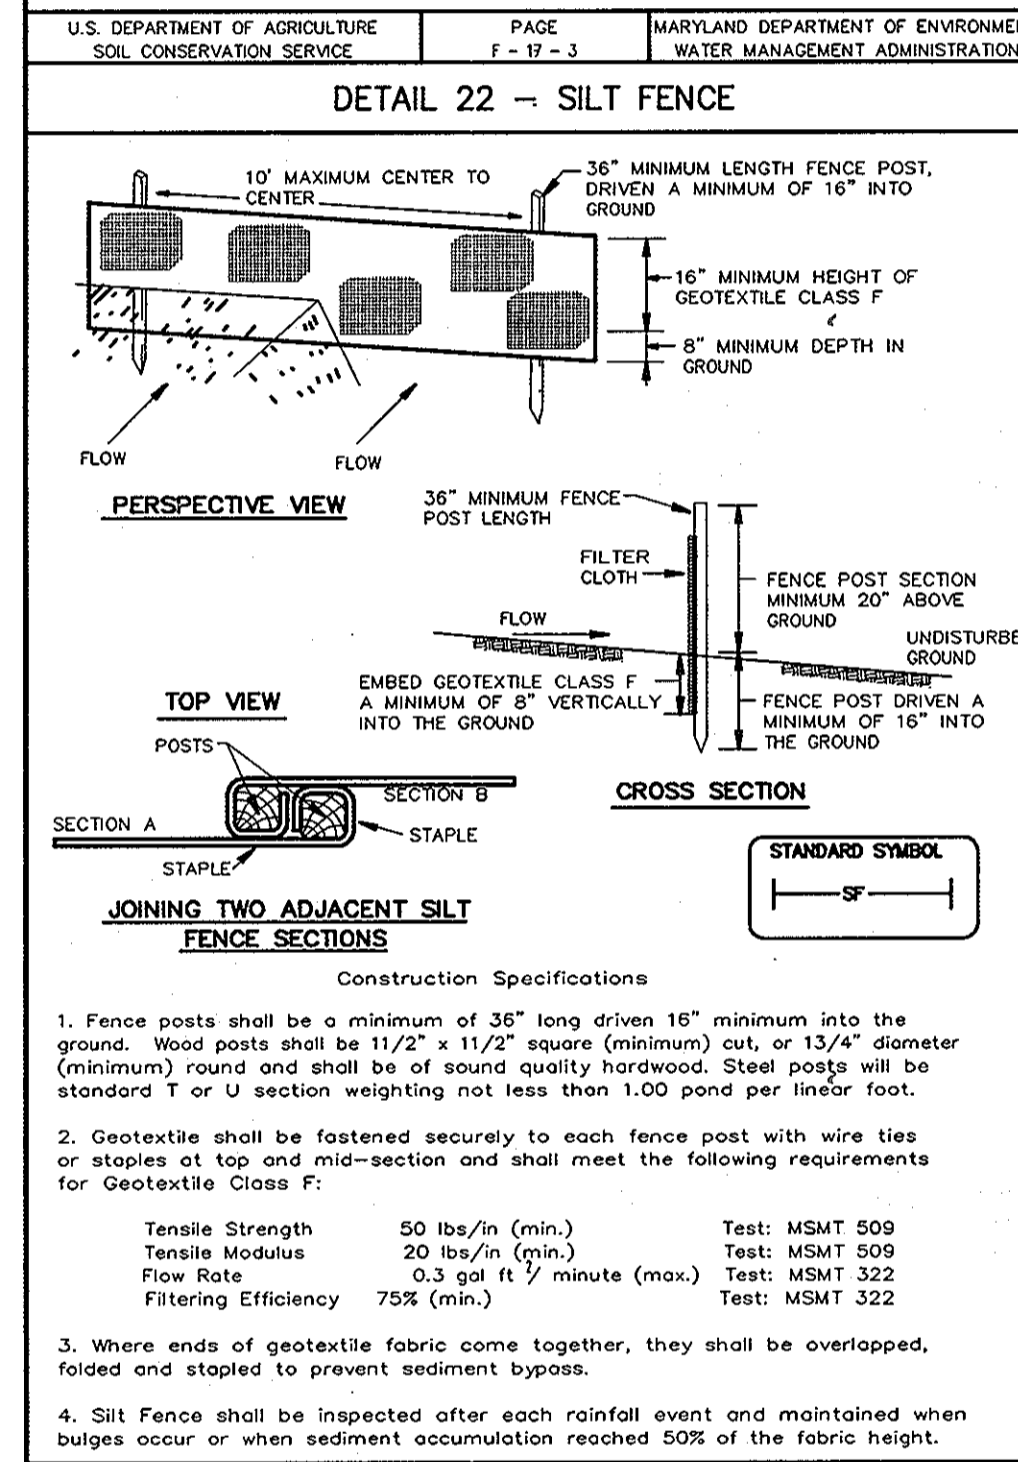 U.S. DEPARTMENT OF AGRICULTURE
SOIL CONSERVATION SERVICE
PAGE
F - 17 - 3
MARYLAND DEPARTMENT OF ENVIRONME
WATER MANAGEMENT ADMINISTRATION
DETAIL 22 - SILT FENCE
10' MAXIMUM CENTER TO
CENTER
36" MINIMUM LENGTH FENCE POST,
DRIVEN A MINIMUM OF 16" INTO
GROUND
16" MINIMUM HEIGHT OF
GEOTEXTILE CLASS F
8" MINIMUM DEPTH IN
GROUND
FLOW
FLOW
PERSPECTIVE VIEW
36" MINIMUM FENCE
POST LENGTH
FILTER
CLOTH
FENCE POST SECTION
MINIMUM 20" ABOVE
GROUND
FLOW
UNDISTURBE
GROUND
EMBED GEOTEXTILE CLASS F
A MINIMUM OF 8" VERTICALLY
INTO THE GROUND
FENCE POST DRIVEN A
MINIMUM OF 16" INTO
THE GROUND
CROSS SECTION
TOP VIEW
POSTS
SECTION B
SECTION A
STAPLE
STAPLE
JOINING TWO ADJACENT SILT
FENCE SECTIONS
STANDARD SYMBOL
SF
Construction Specifications
1. Fence posts shall be a minimum of 36" long driven 16" minimum into the
ground. Wood posts shall be 11/2" x 11/2" square (minimum) cut, or 13/4" diameter
(minimum) round and shall be of sound quality hardwood. Steel posts will be
standard T or U section weighting not less than 1.00 pond per linear foot.
2. Geotextile shall be fastened securely to each fence post with wire ties
or staples at top and mid-section and shall meet the following requirements
for Geotextile Class F:
Tensile Strength 50 lbs/in (min.) Test: MSMT 509
Tensile Modulus 20 lbs/in (min.) Test: MSMT 509
Flow Rate 0.3 gal ft ²/ minute (max.) Test: MSMT 322
Filtering Efficiency 75% (min.) Test: MSMT 322
3. Where ends of geotextile fabric come together, they shall be overlapped,
folded and stapled to prevent sediment bypass.
4. Silt Fence shall be inspected after each rainfall event and maintained when
bulges occur or when sediment accumulation reached 50% of the fabric height.